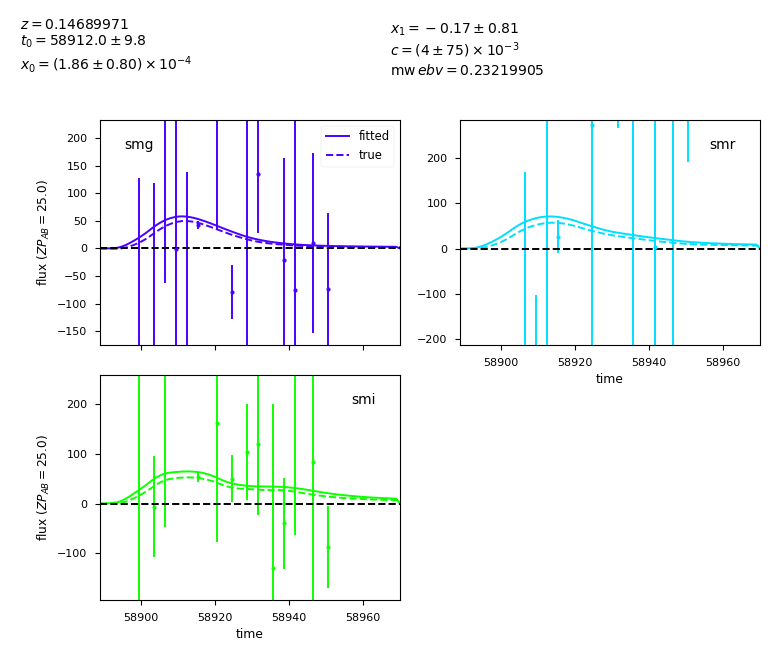 z = 0.14689971
t₀ = 58912.0 ± 9.8
x₀ = (1.86 ± 0.80) × 10⁻⁴
x₁ = −0.17 ± 0.81
c = (4 ± 75) × 10⁻³
mw ebv = 0.23219905
smg
fitted
true
200
150
100
50
0
−50
−100
−150
flux (ZP_AB = 25.0)
smr
200
100
0
−100
−200
58900 58920 58940 58960
time
smi
200
100
0
−100
flux (ZP_AB = 25.0)
58900 58920 58940 58960
time